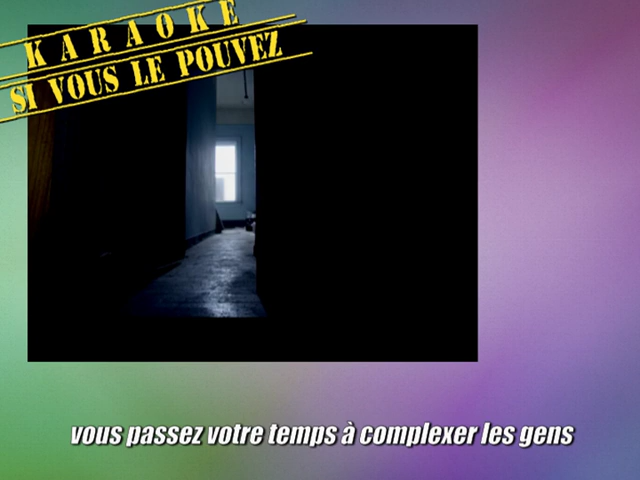 KARAOKE
SI VOUS LE POUVEZ
vous passez votre temps à complexer les gens